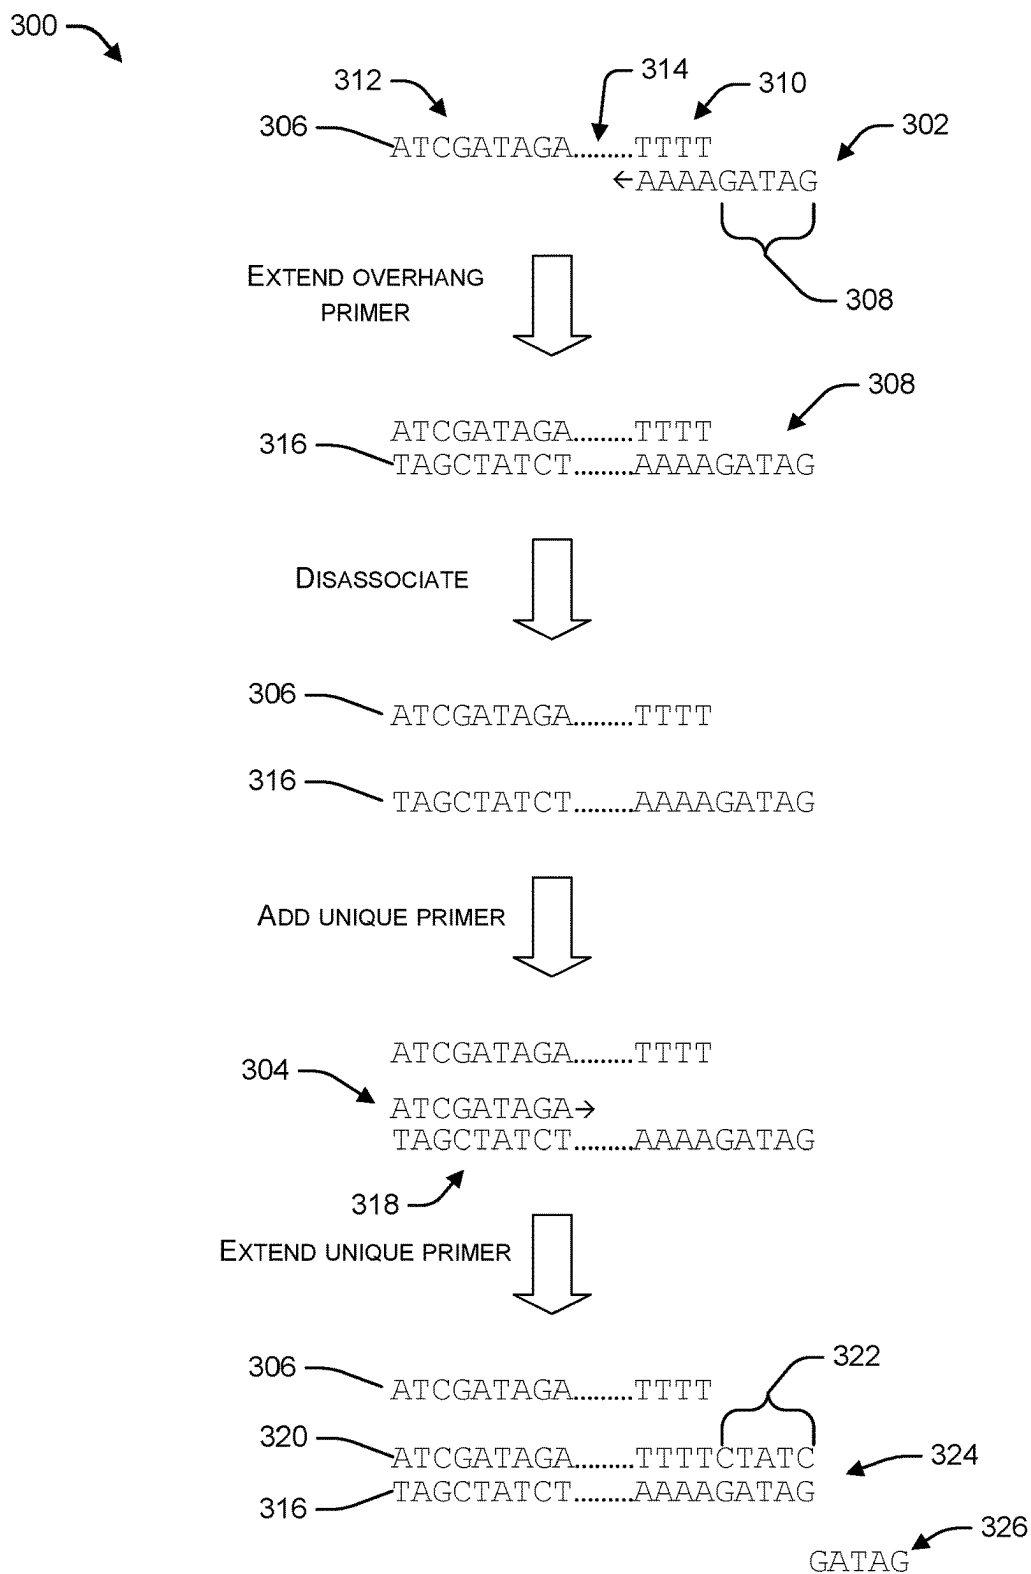 300
312
314
310
306
ATCGATAGA.........TTTT
302
←AAAAGATAG
EXTEND OVERHANG
PRIMER
308
308
ATCGATAGA.........TTTT
316
TAGCTATCT.........AAAAGATAG
DISASSOCIATE
306
ATCGATAGA.........TTTT
316
TAGCTATCT.........AAAAGATAG
ADD UNIQUE PRIMER
ATCGATAGA.........TTTT
304
ATCGATAGA→
TAGCTATCT.........AAAAGATAG
318
EXTEND UNIQUE PRIMER
322
306
ATCGATAGA.........TTTT
320
ATCGATAGA.........TTTTCTATC
324
316
TAGCTATCT.........AAAAGATAG
326
GATAG